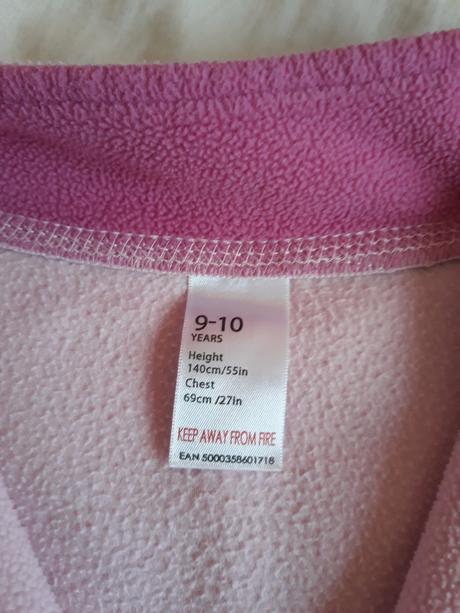 9-10
YEARS
Height
140cm/55in
Chest
69cm /27in
KEEP AWAY FROM FIRE
EAN 5000358601718